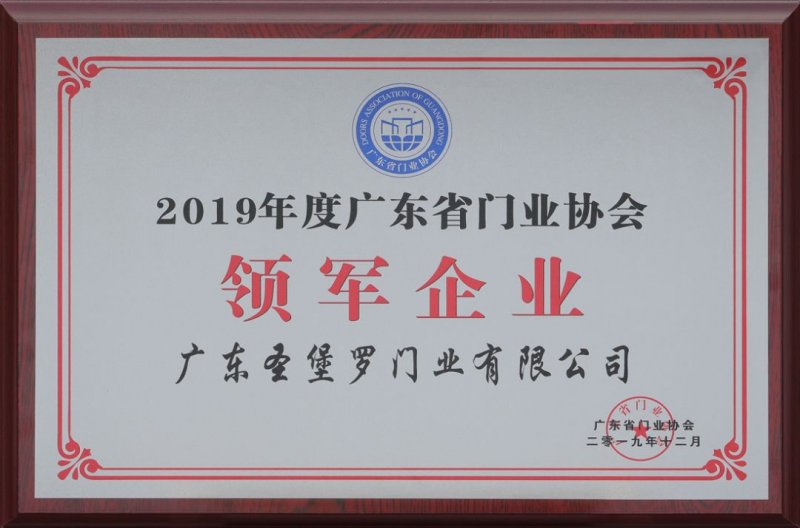 DOORS ASSOCIATION OF GUANGDONG
广东省门业协会
2019年度广东省门业协会
领军企业
广东圣堡罗门业有限公司
广东省门业协会
二零一九年十二月